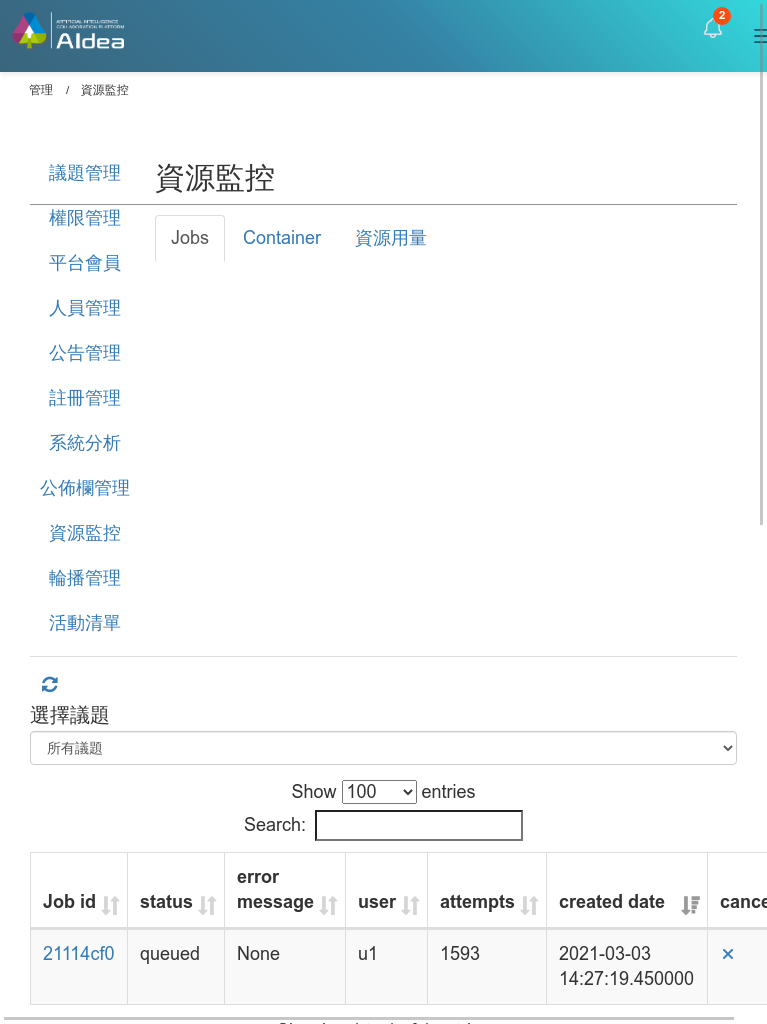 ARTIFICIAL INTELLIGENCE
COLLABORATION PLATFORM
AIdea
2
管理 / 資源監控
議題管理
權限管理
平台會員
人員管理
公告管理
註冊管理
系統分析
公佈欄管理
資源監控
輪播管理
活動清單
資源監控
Jobs Container 資源用量
選擇議題
所有議題
Show 100 entries
Search:
Job id status error message user attempts created date cance
21114cf0 queued None u1 1593 2021-03-03 14:27:19.450000 ×